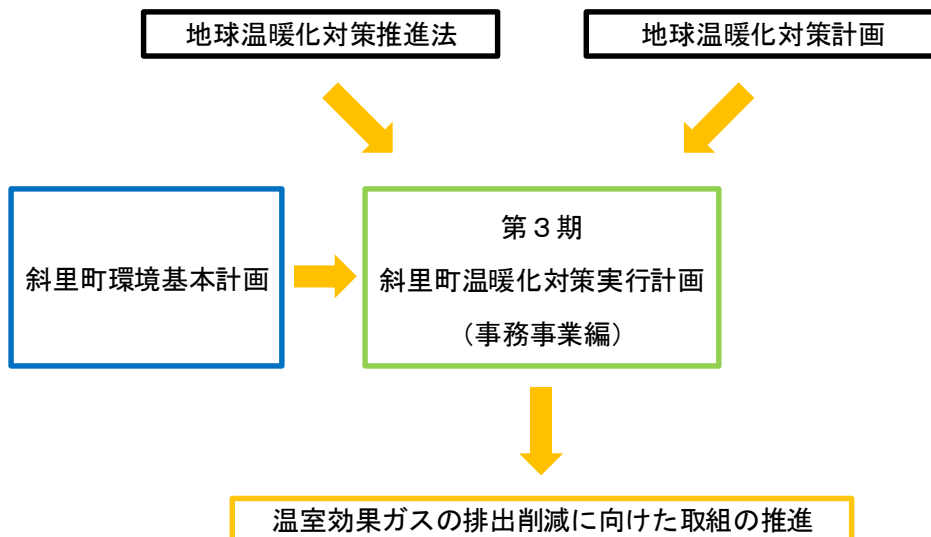 地球温暖化対策推進法
地球温暖化対策計画
斜里町環境基本計画
第３期
斜里町温暖化対策実行計画
（事務事業編）
温室効果ガスの排出削減に向けた取組の推進